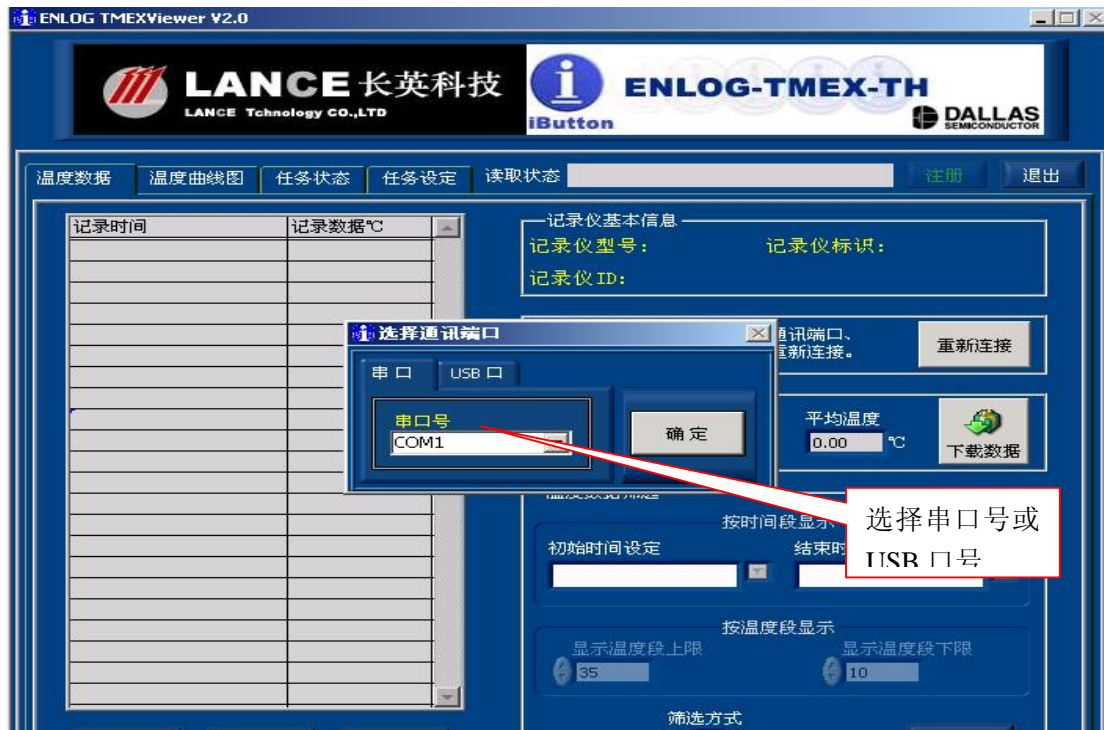 ENLOG TMEXViewer V2.0
LANCE 长英科技
LANCE Technology CO.,LTD
iButton
ENLOG-TMEX-TH
DALLAS
SEMICONDUCTOR
温度数据 温度曲线图 任务状态 任务设定 读取状态 注册 退出
记录时间 记录数据℃
记录仪基本信息
记录仪型号: 记录仪标识:
记录仪ID:
选择通讯端口
通讯端口、
重新连接。
重新连接
串口 USB口
串口号
COM1
确定
平均温度
0.00 ℃
下载数据
选择串口号或
USB 口号
按时间段显示
初始时间设定 结束时
按温度段显示
显示温度段上限 显示温度段下限
35 10
筛选方式